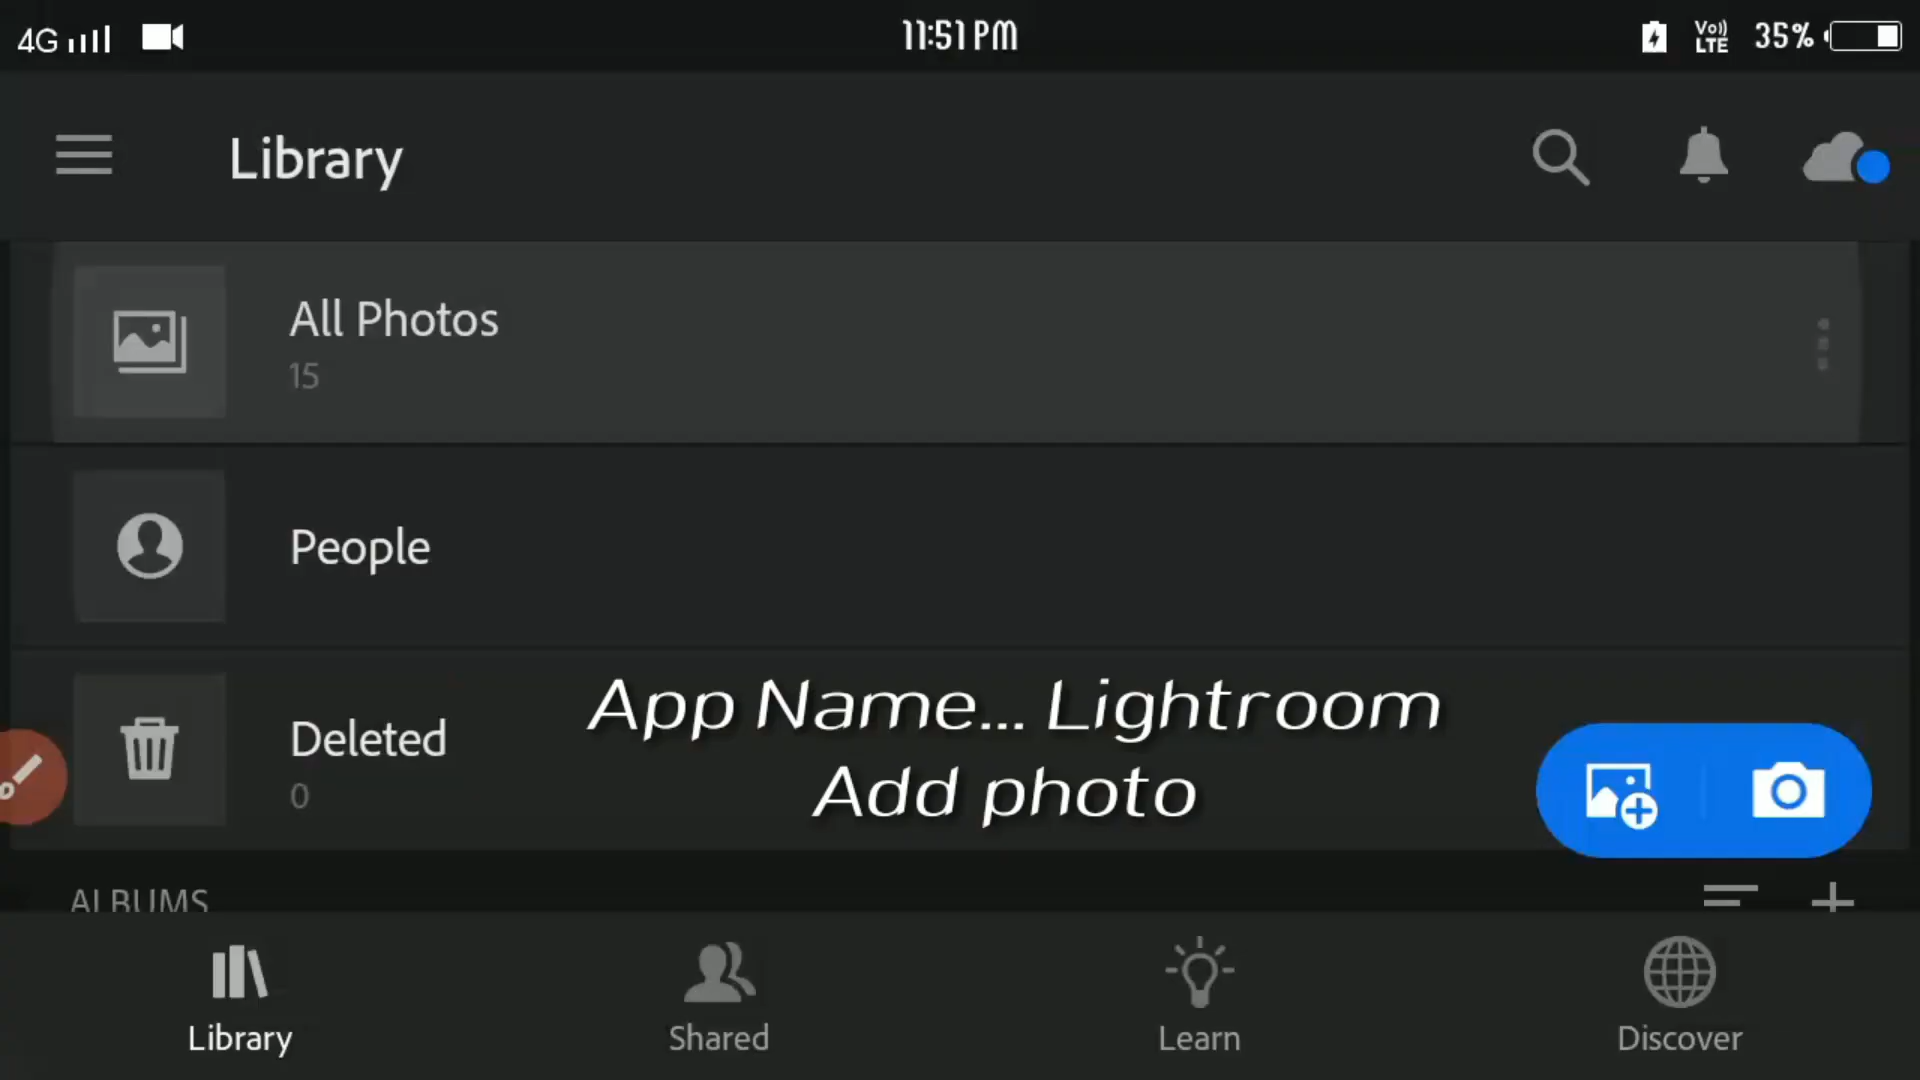 4G
11:51 PM
Vo)) LTE
35%
Library
All Photos
15
People
Deleted
0
App Name... Lightroom
Add photo
ALBUMS
Library
Shared
Learn
Discover